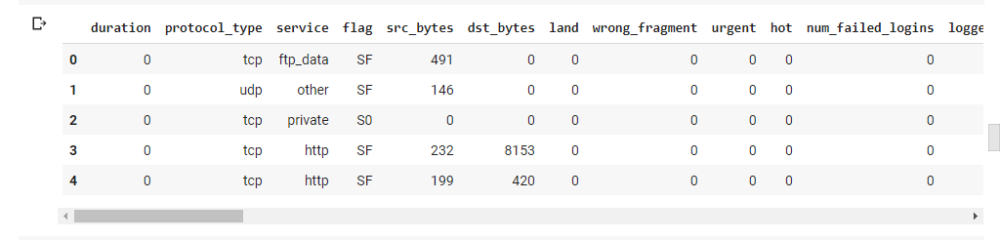 duration protocol_type service flag src_bytes dst_bytes land wrong_fragment urgent hot num_failed_logins logge
0 0 tcp ftp_data SF 491 0 0 0 0 0 0
1 0 udp other SF 146 0 0 0 0 0 0
2 0 tcp private S0 0 0 0 0 0 0 0
3 0 tcp http SF 232 8153 0 0 0 0 0
4 0 tcp http SF 199 420 0 0 0 0 0